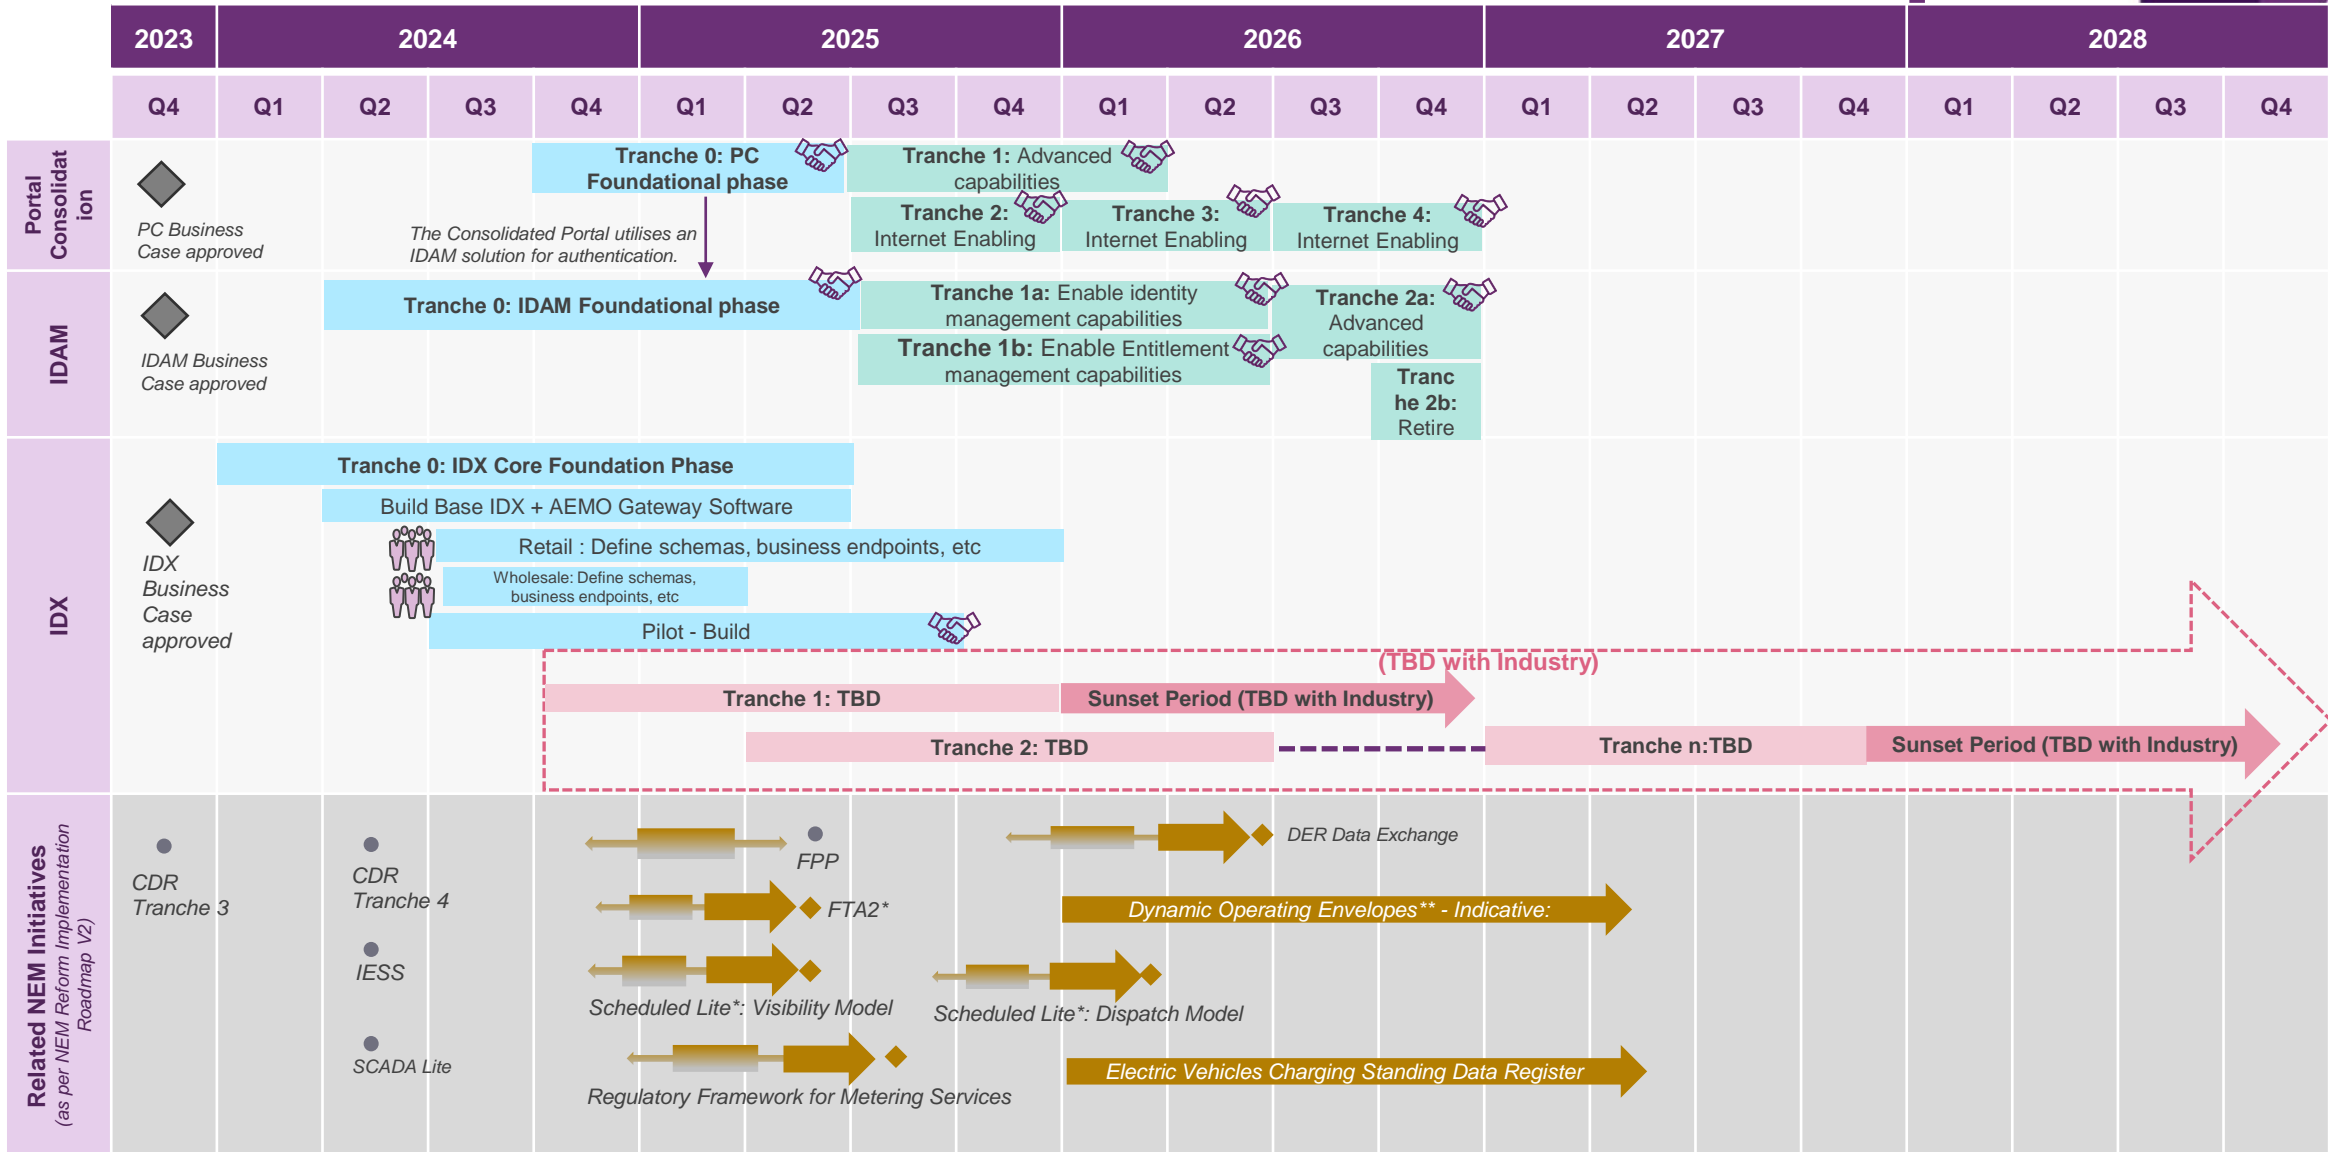 2023
2024
2025
2026
2027
2028
Q4
Q1
Q2
Q3
Q4
Q1
Q2
Q3
Q4
Q1
Q2
Q3
Q4
Q1
Q2
Q3
Q4
Q1
Q2
Q3
Q4
Portal
Consolidat
ion
PC Business
Case approved
Tranche 0: PC
Foundational phase
Tranche 1: Advanced
capabilities
Tranche 2:
Internet Enabling
Tranche 3:
Internet Enabling
Tranche 4:
Internet Enabling
The Consolidated Portal utilises an
IDAM solution for authentication.
IDAM
IDAM Business
Case approved
Tranche 0: IDAM Foundational phase
Tranche 1a: Enable identity
management capabilities
Tranche 1b: Enable Entitlement
management capabilities
Tranche 2a:
Advanced
capabilities
Tranc
he 2b:
Retire
IDX
IDX
Business
Case
approved
Tranche 0: IDX Core Foundation Phase
Build Base IDX + AEMO Gateway Software
Retail : Define schemas, business endpoints, etc
Wholesale: Define schemas,
business endpoints, etc
Pilot - Build
(TBD with Industry)
Tranche 1: TBD
Sunset Period (TBD with Industry)
Tranche 2: TBD
Tranche n:TBD
Sunset Period (TBD with Industry)
Related NEM Initiatives
(as per NEM Reform Implementation
Roadmap V2)
CDR
Tranche 3
CDR
Tranche 4
IESS
SCADA Lite
FPP
FTA2*
Scheduled Lite*: Visibility Model
Regulatory Framework for Metering Services
DER Data Exchange
Dynamic Operating Envelopes** - Indicative:
Scheduled Lite*: Dispatch Model
Electric Vehicles Charging Standing Data Register